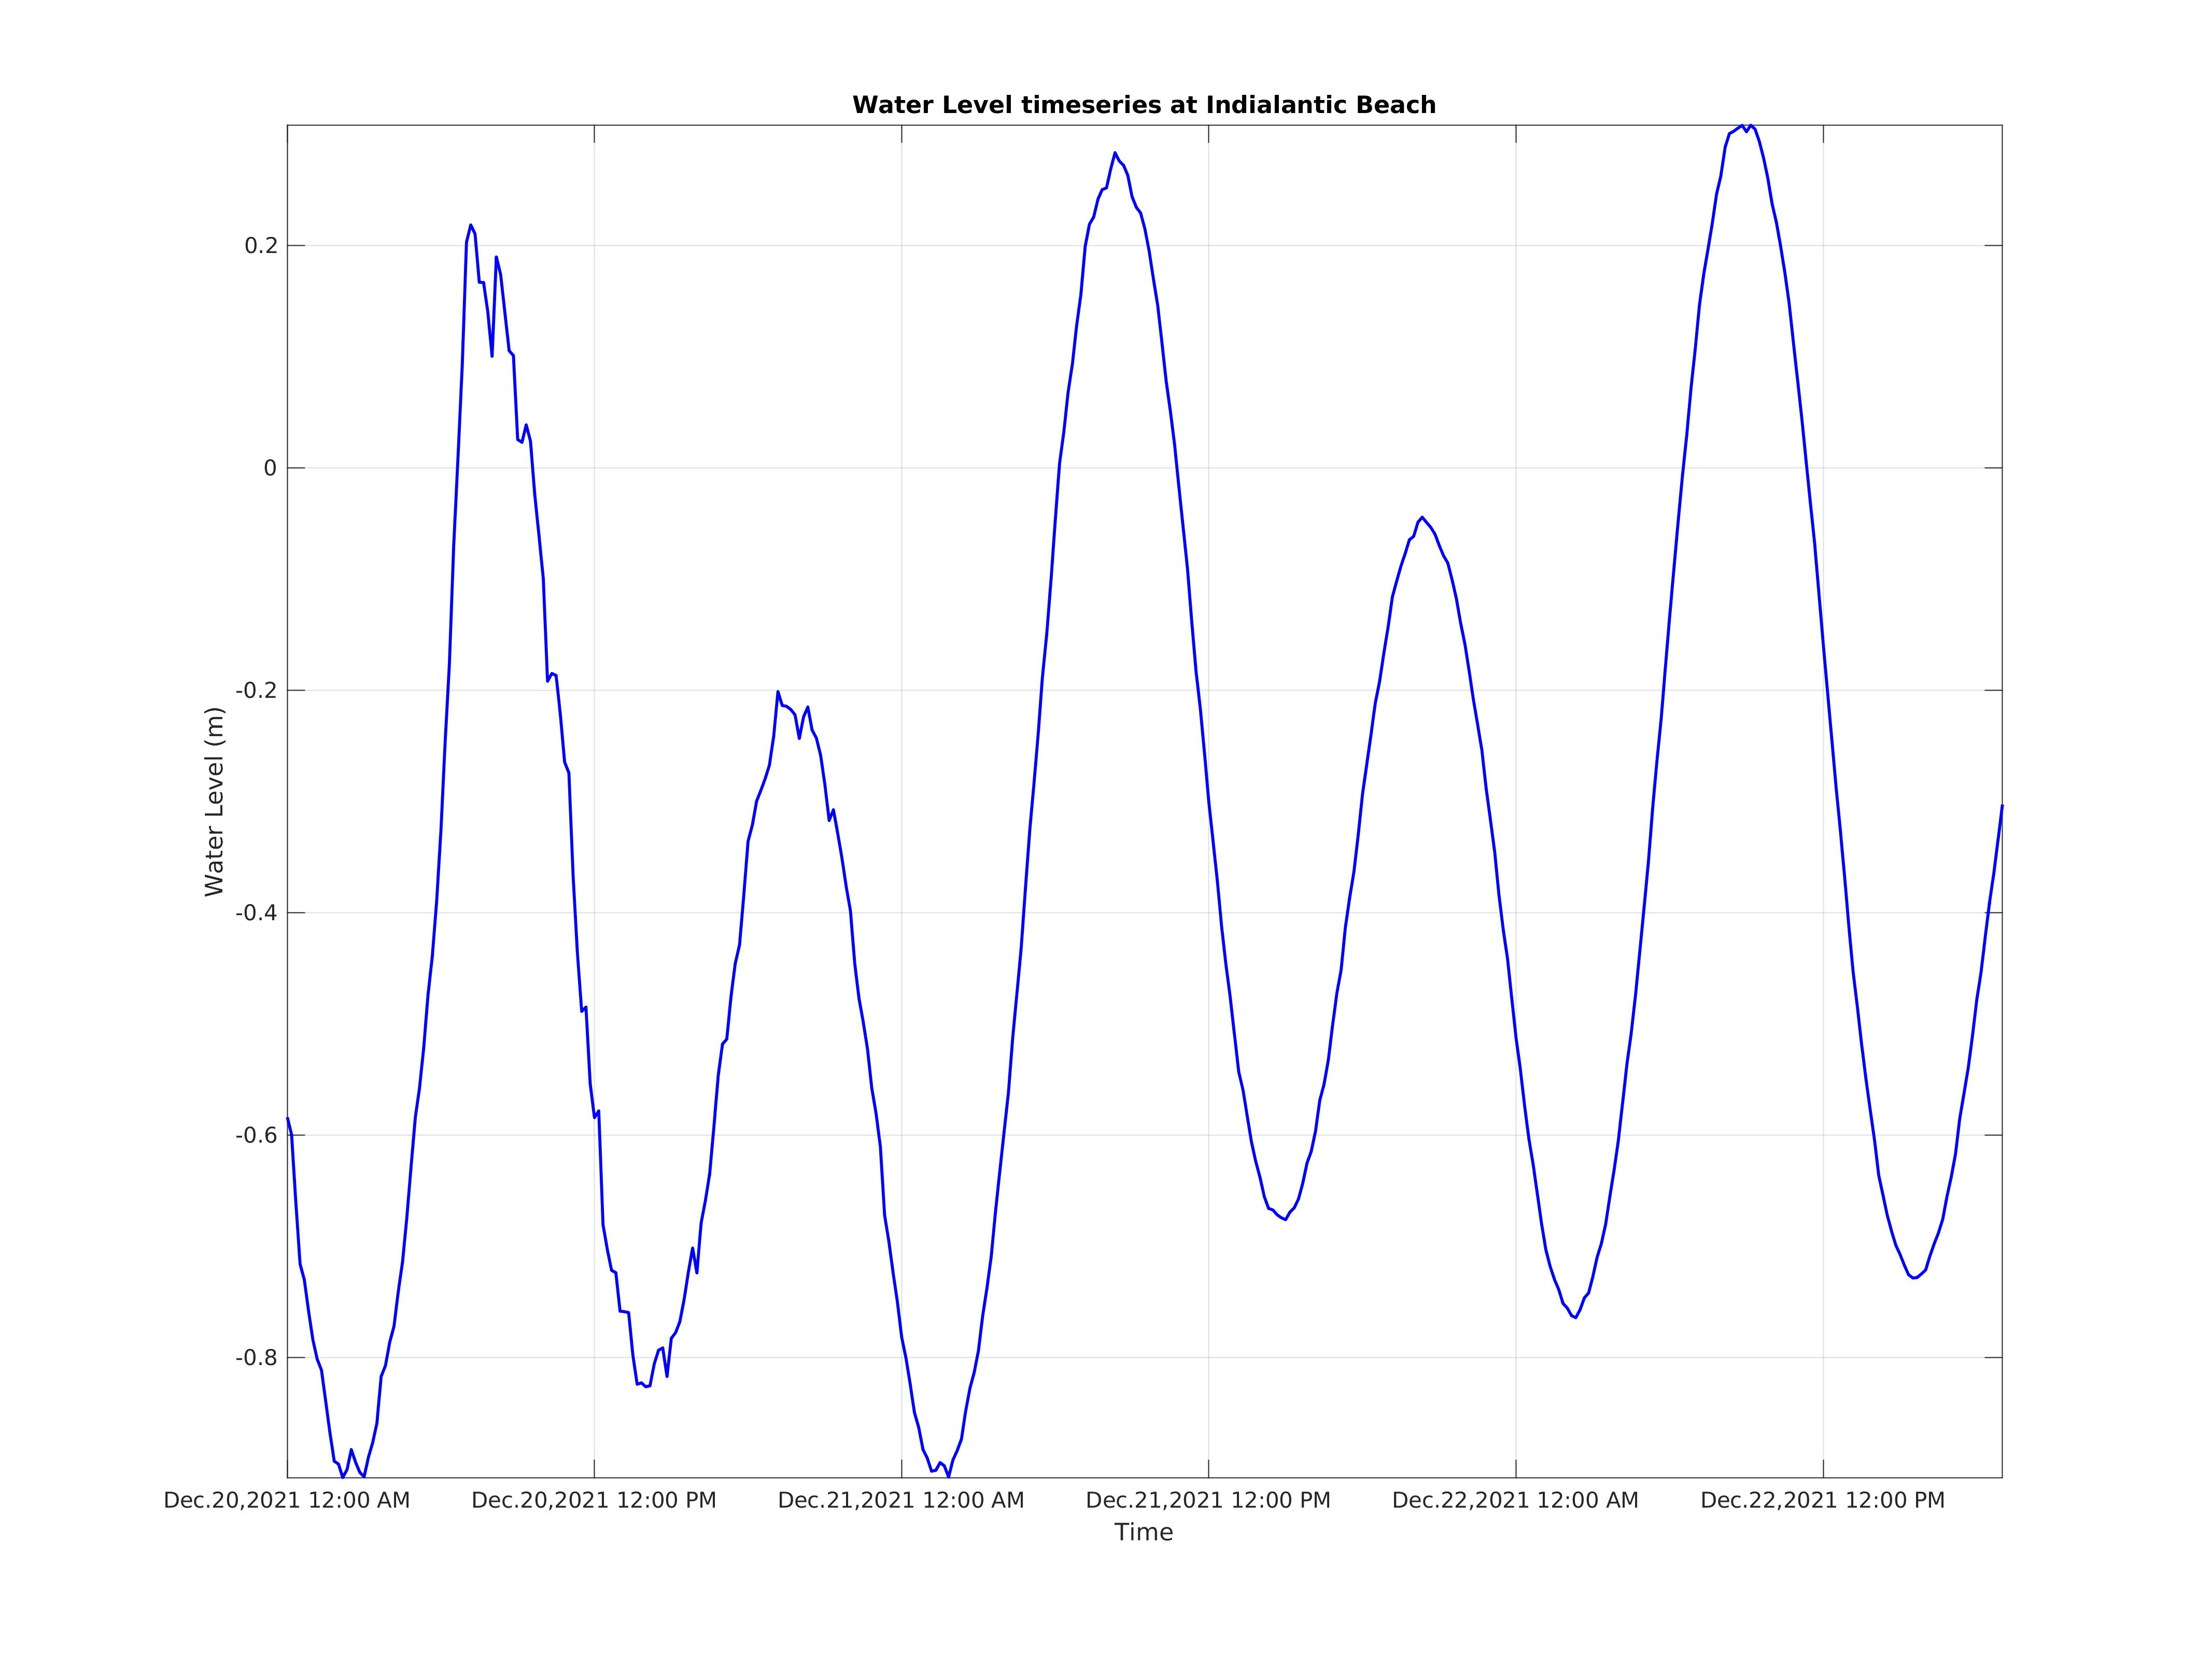 Water Level timeseries at Indialantic Beach
0.2
0
-0.2
-0.4
-0.6
-0.8
Water Level (m)
Dec.20,2021 12:00 AM
Dec.20,2021 12:00 PM
Dec.21,2021 12:00 AM
Dec.21,2021 12:00 PM
Dec.22,2021 12:00 AM
Dec.22,2021 12:00 PM
Time